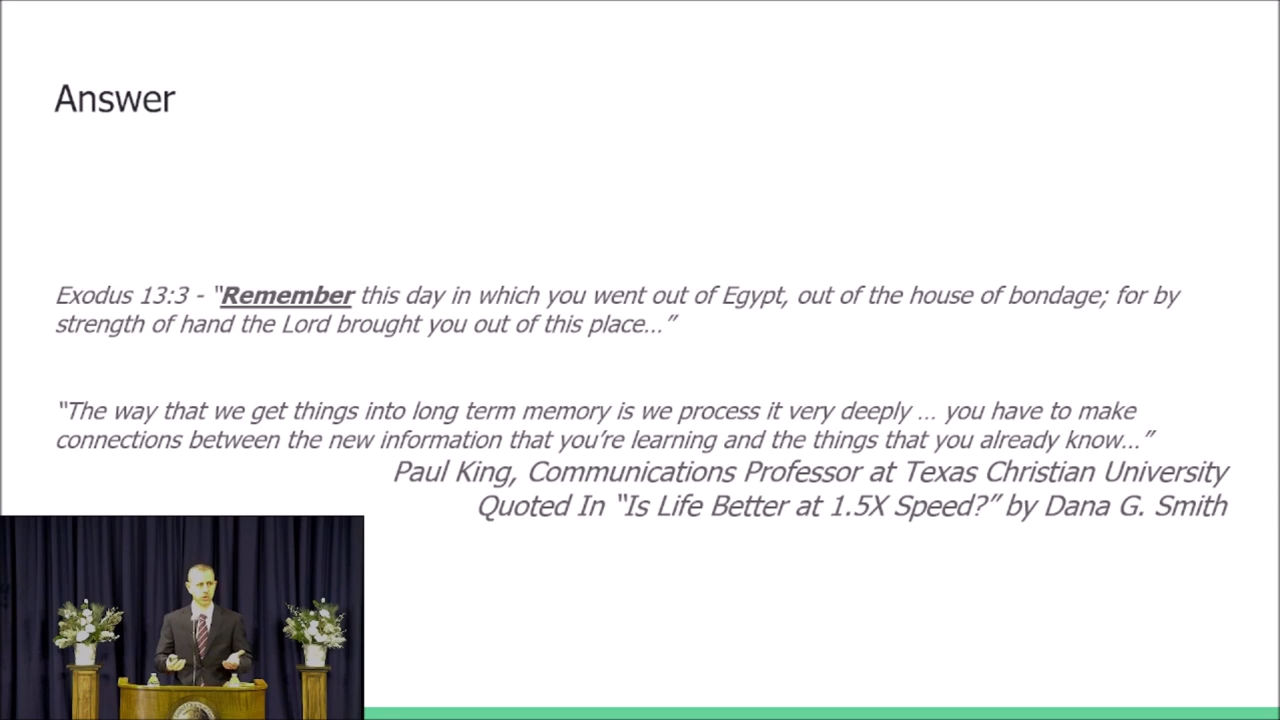 Answer
Exodus 13:3 - “Remember this day in which you went out of Egypt, out of the house of bondage; for by
strength of hand the Lord brought you out of this place…”
“The way that we get things into long term memory is we process it very deeply … you have to make
connections between the new information that you’re learning and the things that you already know…”
Paul King, Communications Professor at Texas Christian University
Quoted In “Is Life Better at 1.5X Speed?” by Dana G. Smith